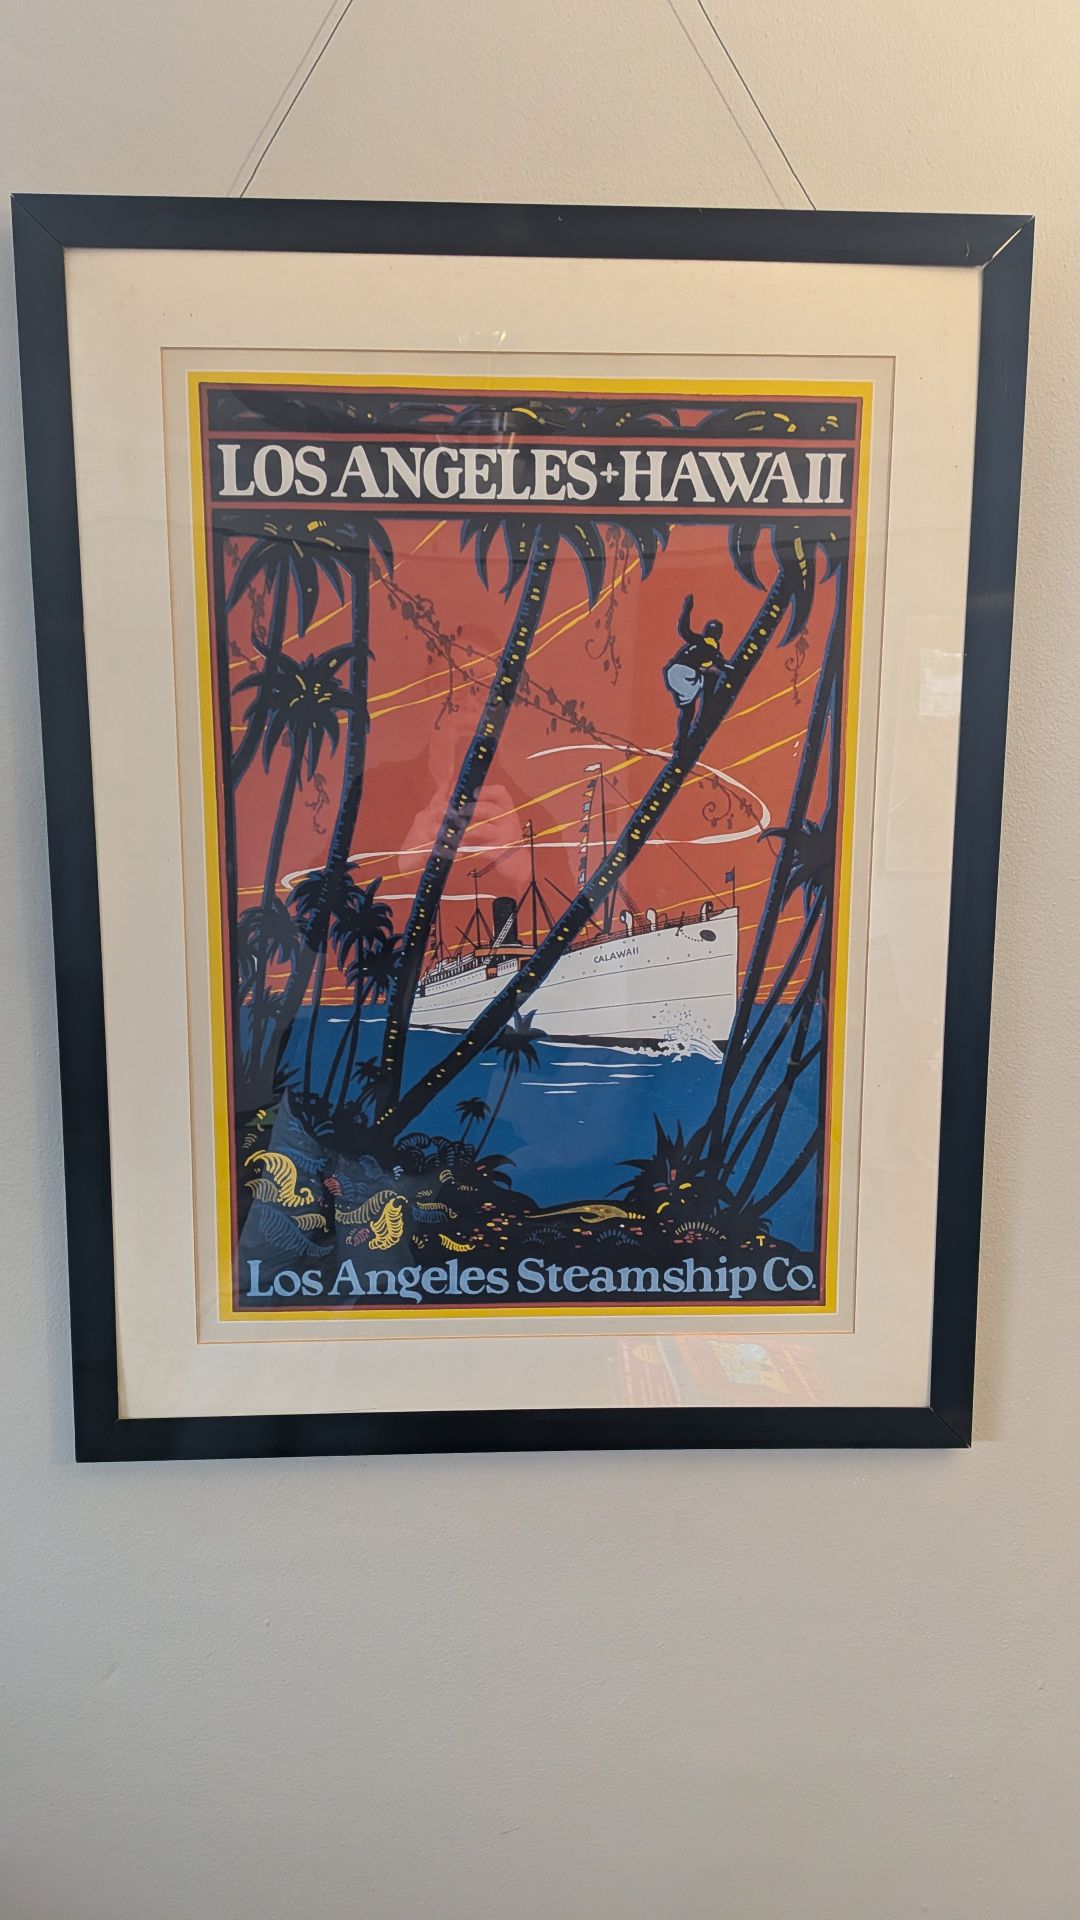 LOS ANGELES + HAWAII
CALAWAII
T
Los Angeles Steamship Co.